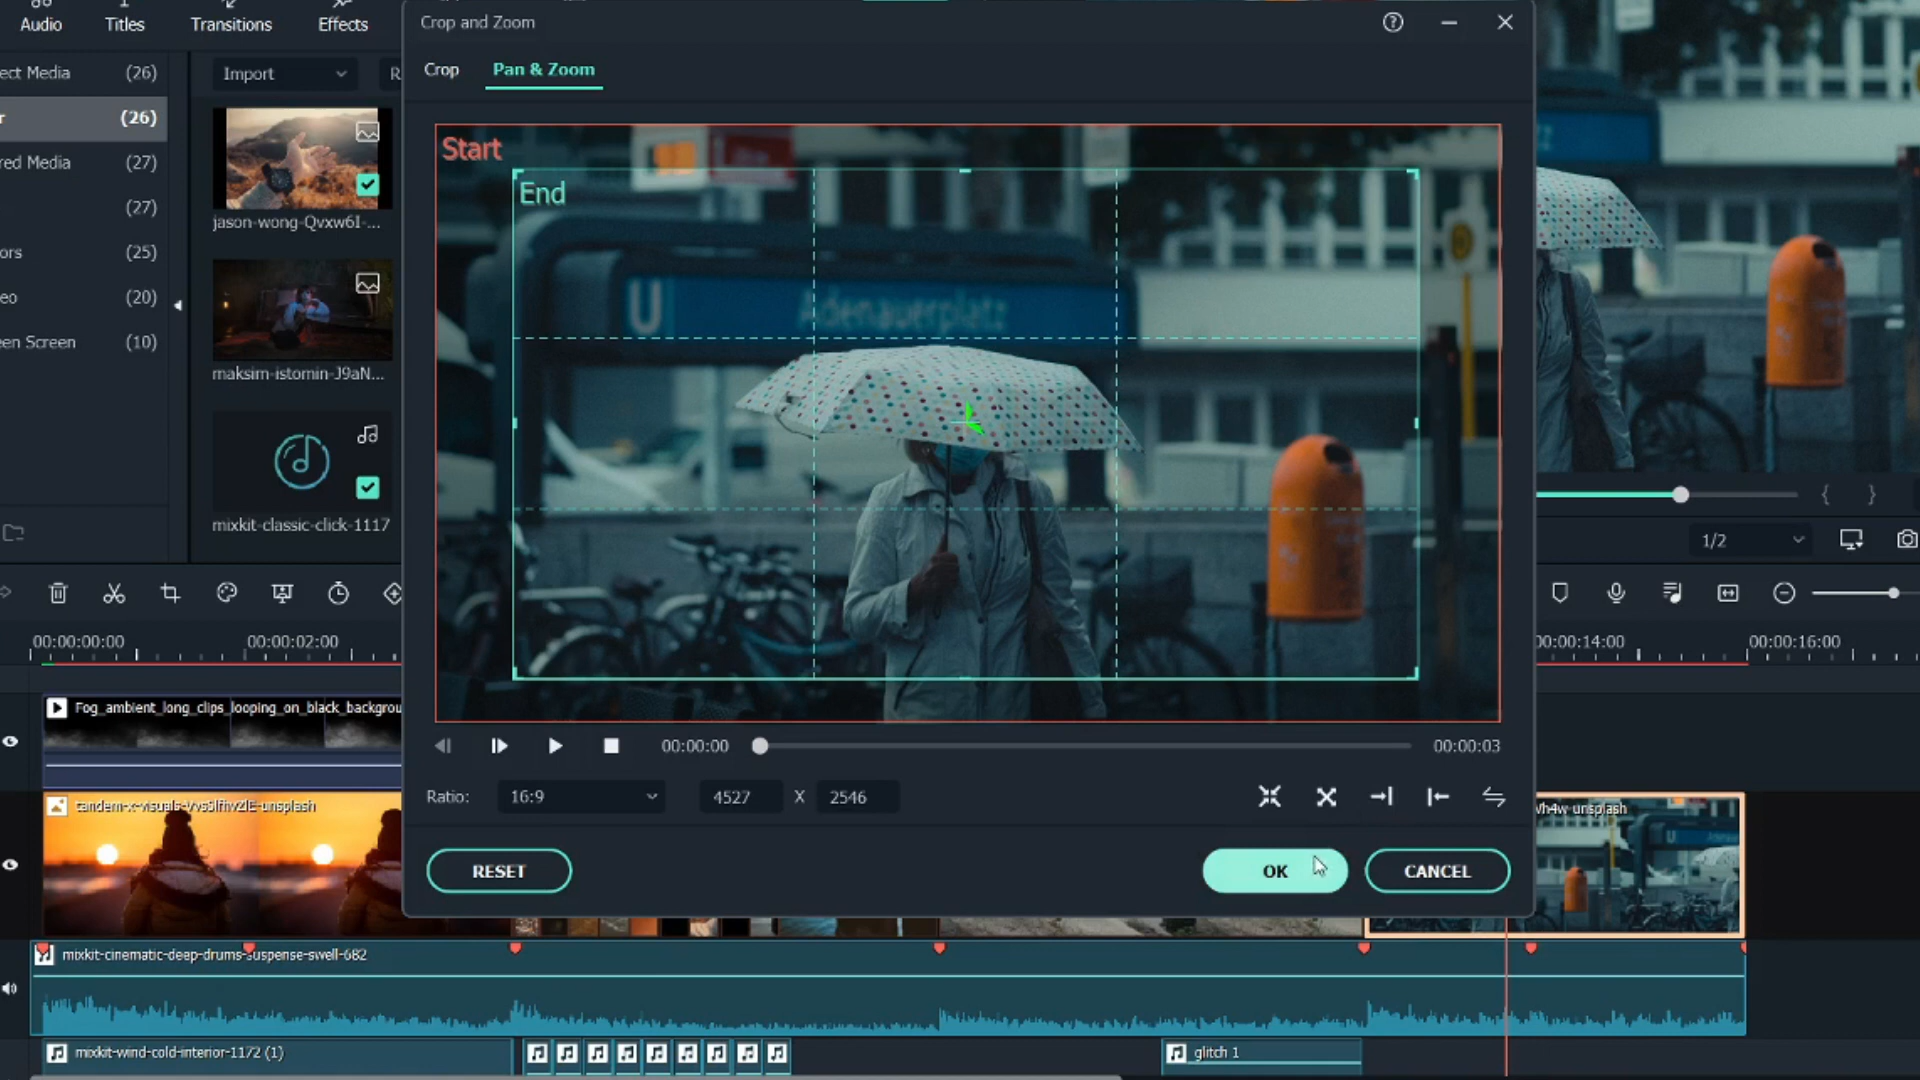 Audio
Titles
Transitions
Effects
ect Media (26)
r (26)
red Media (27)
(27)
ors (25)
eo (20)
en Screen (10)
Import
R
jason-wong-Qvxw6I-...
maksim-istomin-J9aN...
mixkit-classic-click-1117
Crop and Zoom
Crop
Pan & Zoom
Start
End
U Adenauerplatz
00:00:00
00:00:03
Ratio:
16:9
4527 X 2546
RESET
OK
CANCEL
1/2
00:00:00:00
00:00:02:00
00:00:14:00
00:00:16:00
Fog_ambient_long_clips_looping_on_black_backgrou
unsplash
Vh4w-unsplash
mixkit-cinematic-deep-drums-suspense-swell-682
mixkit-wind-cold-interior-1172 (1)
glitch 1